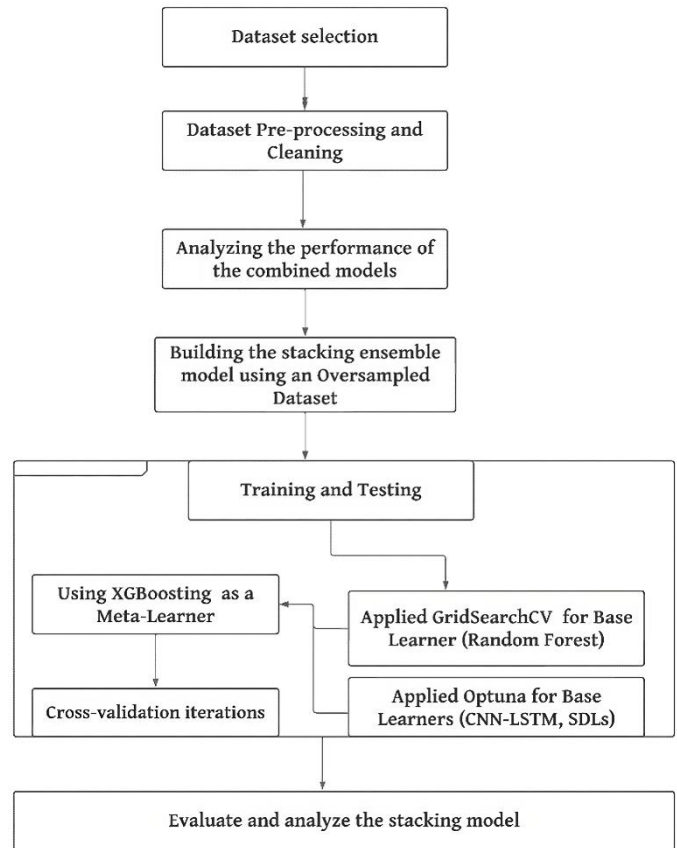 Dataset selection
Dataset Pre-processing and
Cleaning
Analyzing the performance of
the combined models
Building the stacking ensemble
model using an Oversampled
Dataset
Training and Testing
Using XGBoosting as a
Meta-Learner
Applied GridSearchCV for Base
Learner (Random Forest)
Cross-validation iterations
Applied Optuna for Base
Learners (CNN-LSTM, SDLs)
Evaluate and analyze the stacking model